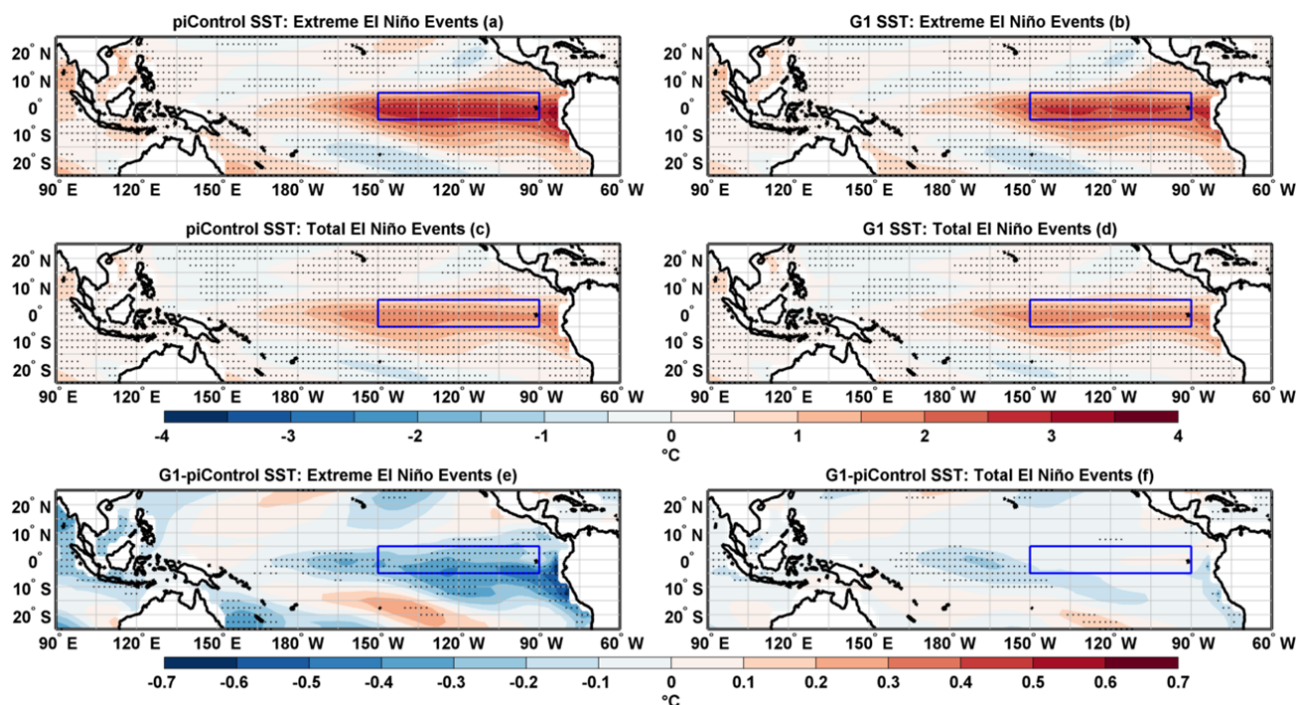 piControl SST: Extreme El Niño Events (a)
G1 SST: Extreme El Niño Events (b)
20° N
10° N
0°
10° S
20° S
90° E 120° E 150° E 180° W 150° W 120° W 90° W 60° W
20° N
10° N
0°
10° S
20° S
90° E 120° E 150° E 180° W 150° W 120° W 90° W 60° W
piControl SST: Total El Niño Events (c)
G1 SST: Total El Niño Events (d)
20° N
10° N
0°
10° S
20° S
90° E 120° E 150° E 180° W 150° W 120° W 90° W 60° W
20° N
10° N
0°
10° S
20° S
90° E 120° E 150° E 180° W 150° W 120° W 90° W 60° W
-4 -3 -2 -1 0 1 2 3 4
°C
G1-piControl SST: Extreme El Niño Events (e)
G1-piControl SST: Total El Niño Events (f)
20° N
10° N
0°
10° S
20° S
90° E 120° E 150° E 180° W 150° W 120° W 90° W 60° W
20° N
10° N
0°
10° S
20° S
90° E 120° E 150° E 180° W 150° W 120° W 90° W 60° W
-0.7 -0.6 -0.5 -0.4 -0.3 -0.2 -0.1 0 0.1 0.2 0.3 0.4 0.5 0.6 0.7
°C